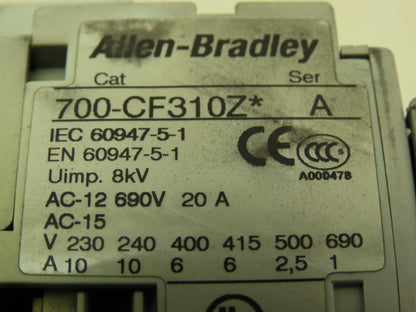 Allen-Bradley
Cat Ser
700-CF310Z* A
IEC 60947-5-1
EN 60947-5-1
Uimp. 8kV
CE CCC S
A000478
AC-12 690V 20 A
AC-15
V 230 240 400 415 500 690
A 10 10 6 6 2,5 1